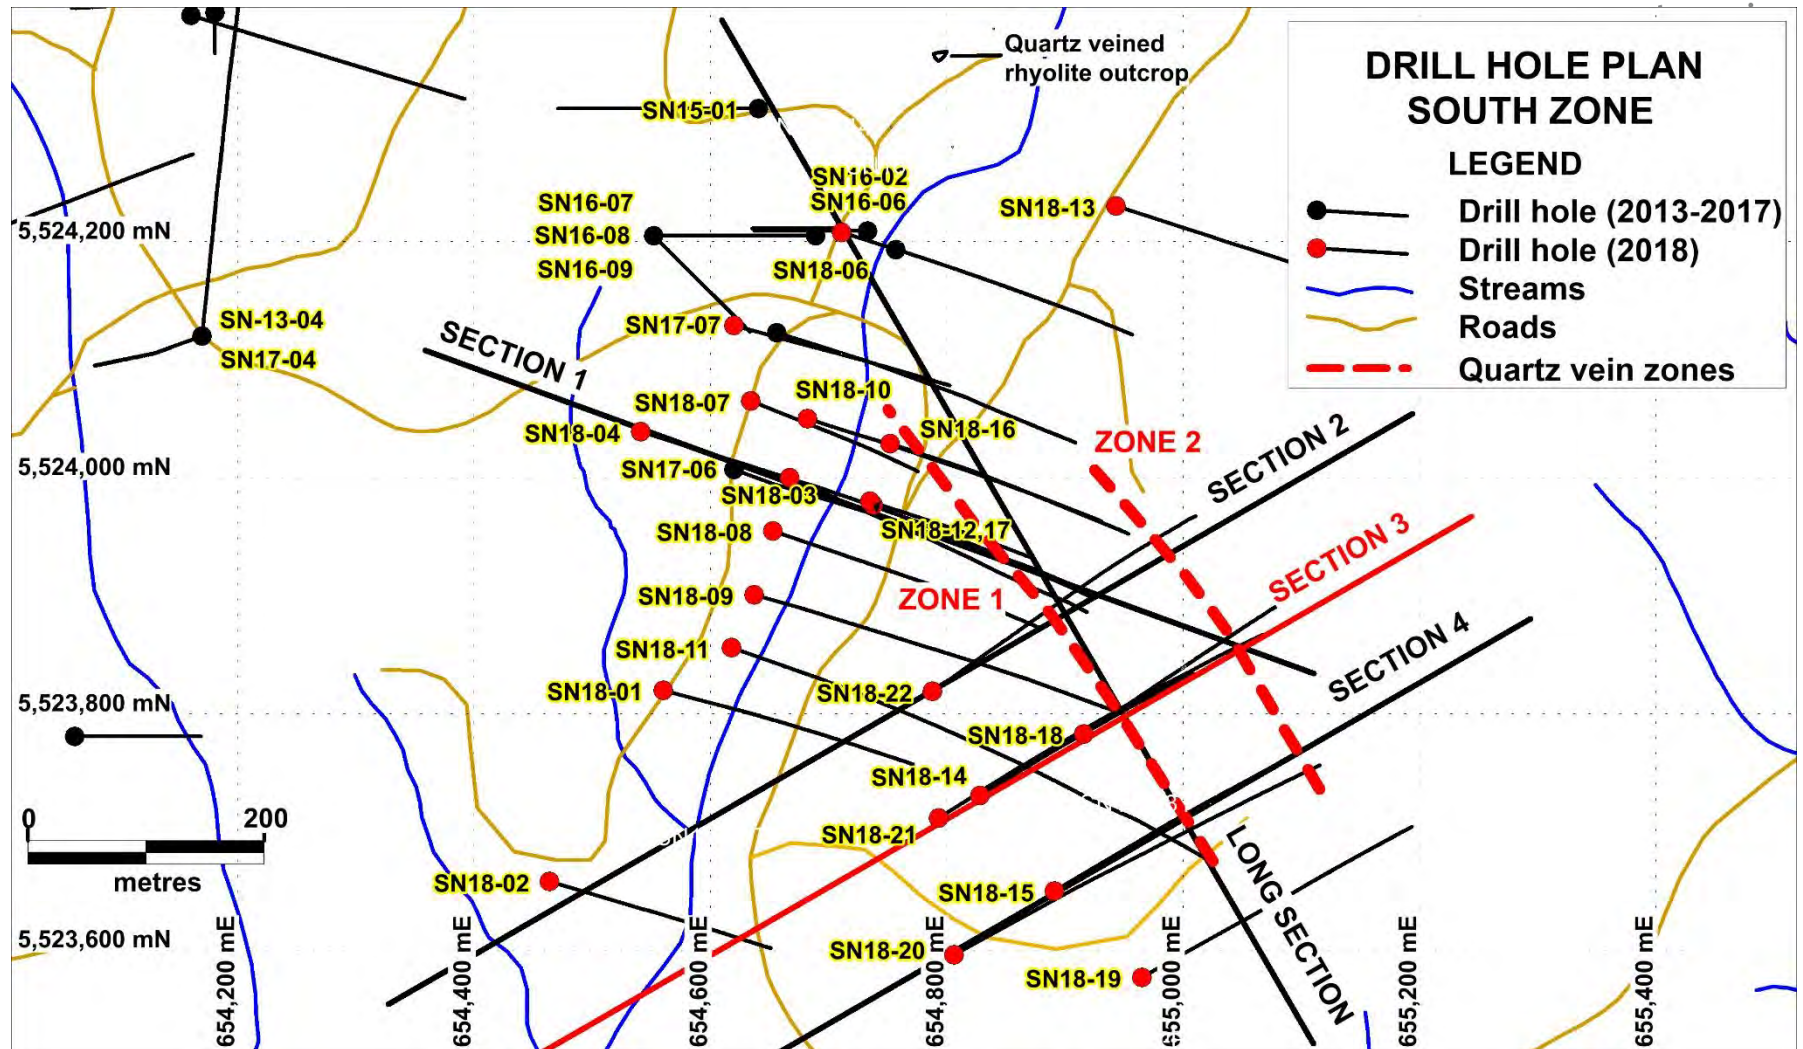 Quartz veined
rhyolite outcrop
DRILL HOLE PLAN
SOUTH ZONE
LEGEND
Drill hole (2013-2017)
Drill hole (2018)
Streams
Roads
Quartz vein zones
SN15-01
SN16-02
SN16-06
SN16-07
SN16-08
SN16-09
SN18-13
5,524,200 mN
SN18-06
SN-13-04
SN17-04
SN17-07
SECTION 1
SN18-10
SN18-07
SN18-04
SN18-16
ZONE 2
SECTION 2
5,524,000 mN
SN17-06
SN18-03
SN18-12,17
SN18-08
SECTION 3
ZONE 1
SN18-09
SN18-11
SECTION 4
5,523,800 mN
SN18-01
SN18-22
SN18-18
SN18-14
SN18-21
0
200
metres
SN18-02
SN18-15
LONG SECTION
5,523,600 mN
SN18-20
SN18-19
654,200 mE
654,400 mE
654,600 mE
654,800 mE
655,000 mE
655,200 mE
655,400 mE